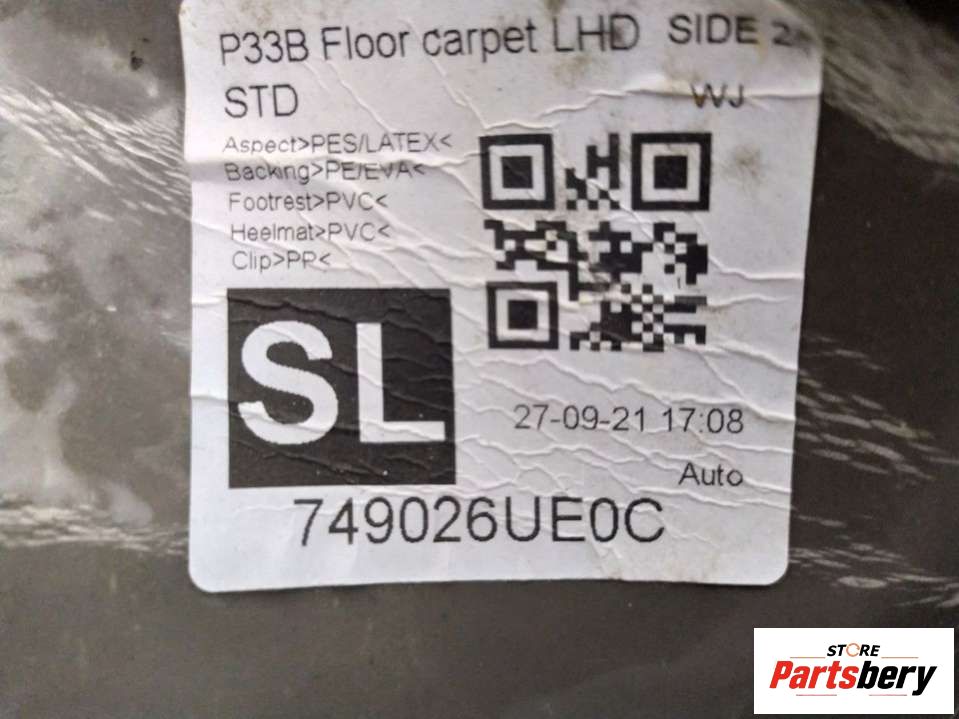 P33B Floor carpet LHD SIDE 2
STD
WJ
Aspect>PES/LATEX<
Backing>PE/EVA<
Footrest>PVC<
Heelmat>PVC<
Clip>PP<
SL
27-09-21 17:08
Auto
749026UE0C
STORE
Partsbery